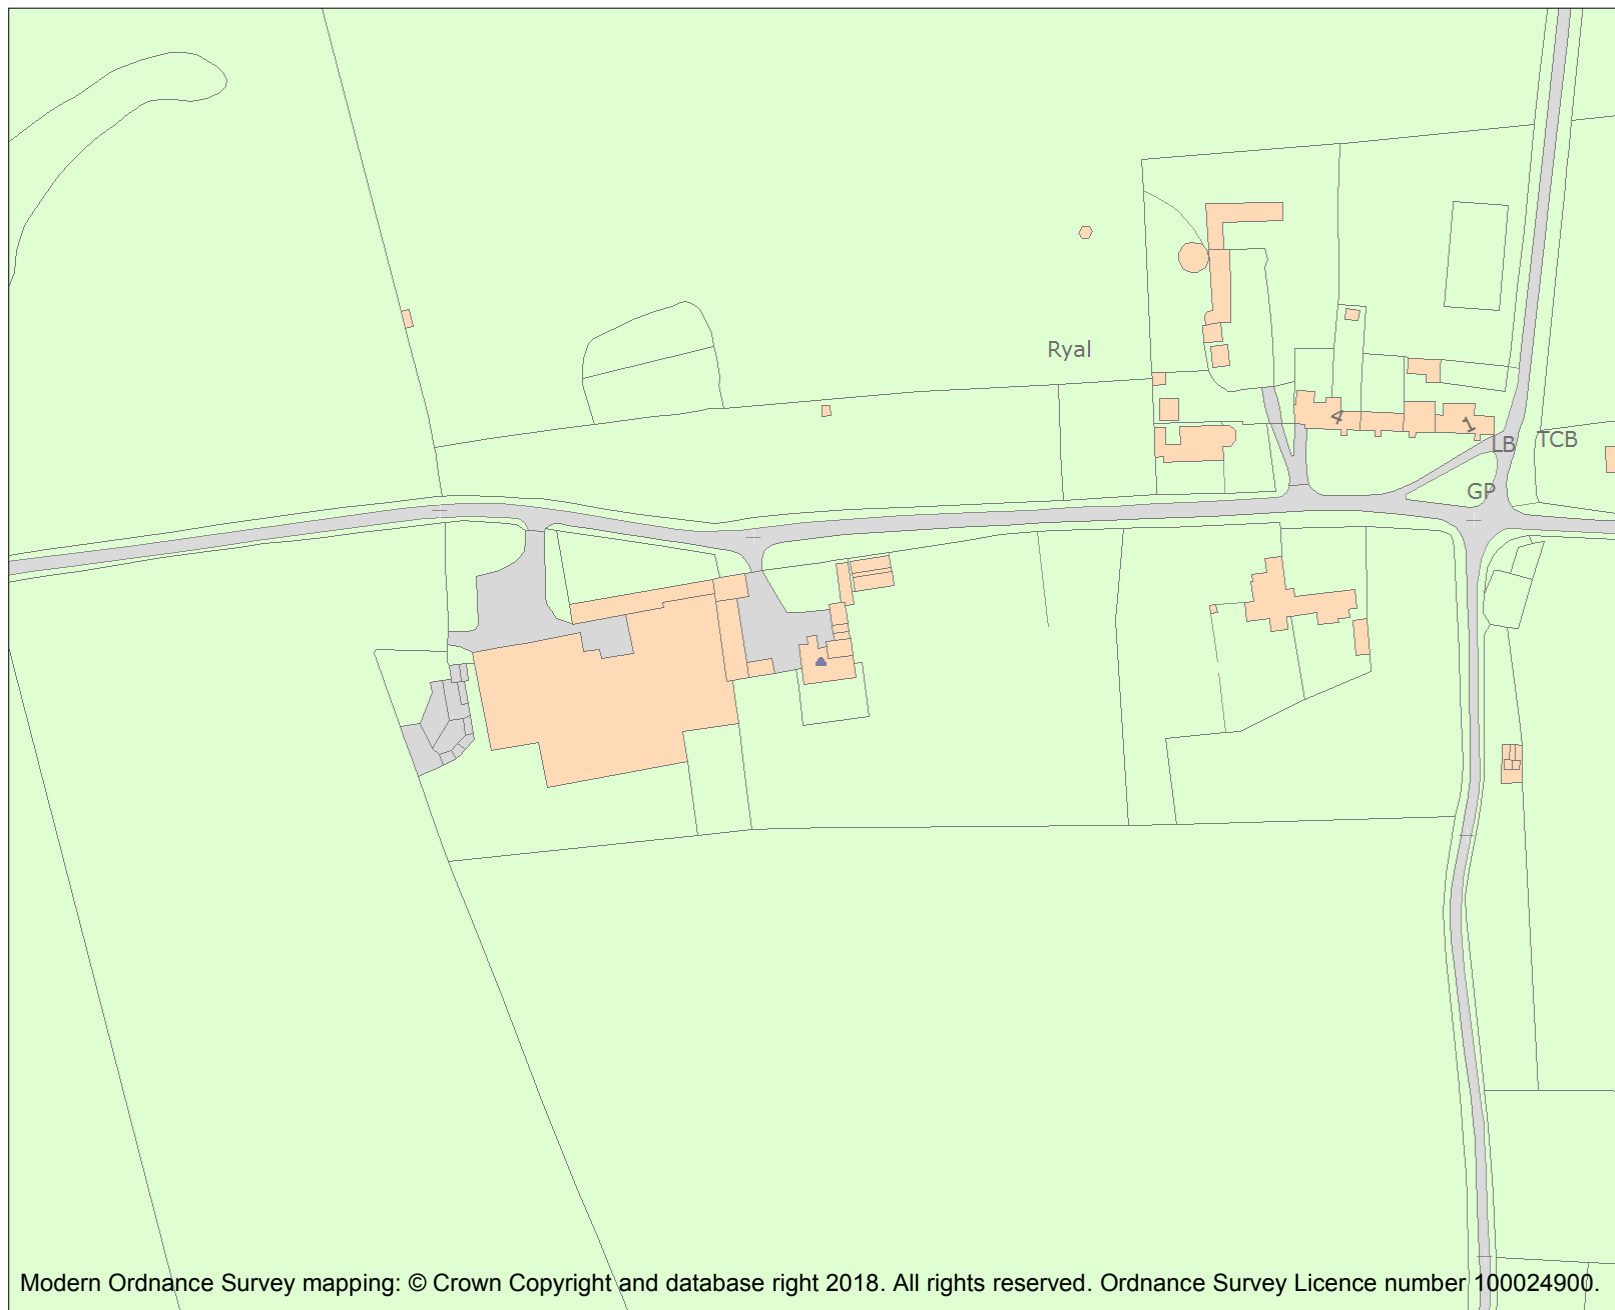 Ryal
4
1
LB
TCB
GP
Modern Ordnance Survey mapping: © Crown Copyright and database right 2018. All rights reserved. Ordnance Survey Licence number 100024900.